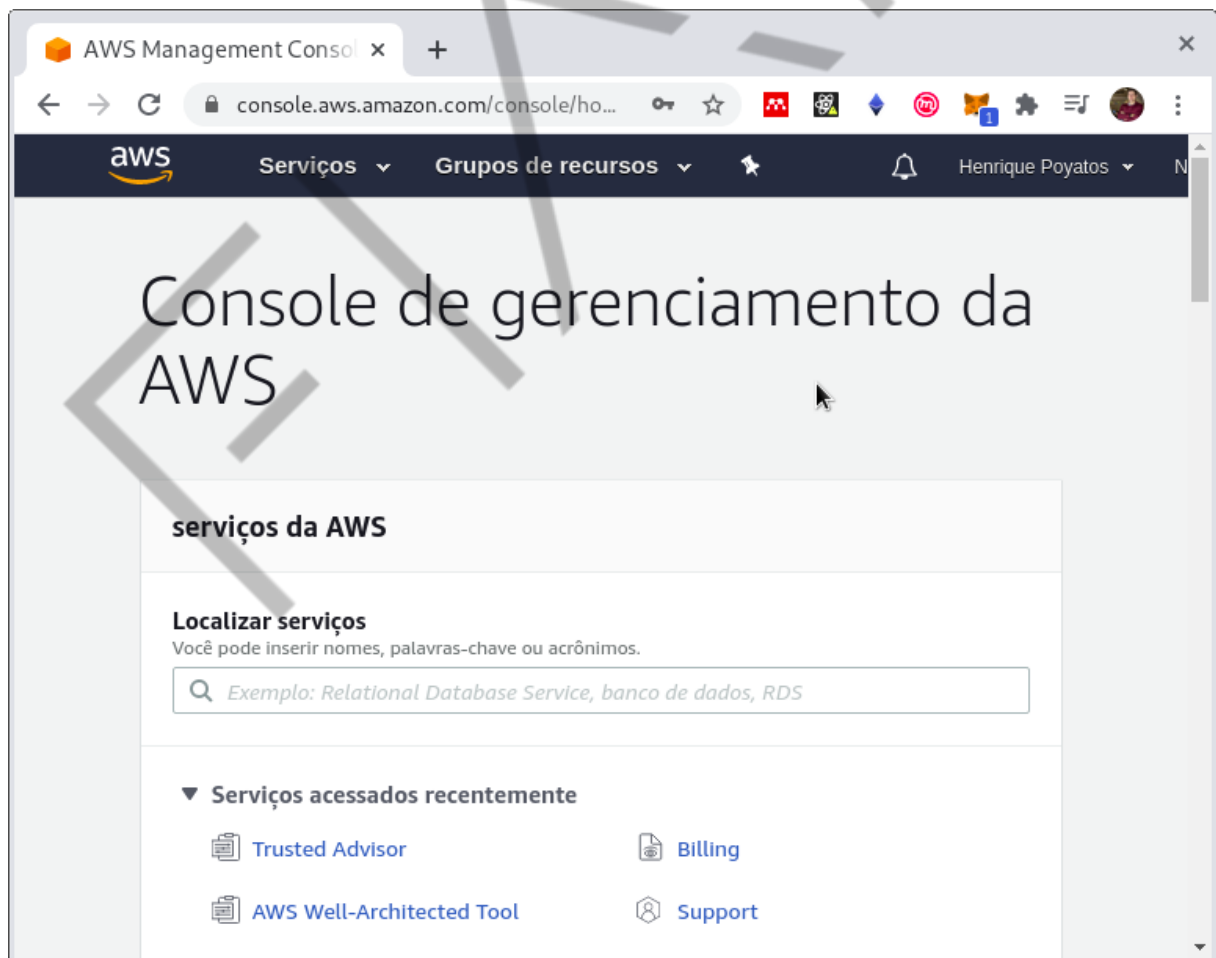 AWS Management Consol
console.aws.amazon.com/console/ho...
1
aws
Serviços
Grupos de recursos
Henrique Poyatos
N
Console de gerenciamento da
AWS
serviços da AWS
Localizar serviços
Você pode inserir nomes, palavras-chave ou acrônimos.
Exemplo: Relational Database Service, banco de dados, RDS
Serviços acessados recentemente
Trusted Advisor
Billing
AWS Well-Architected Tool
Support